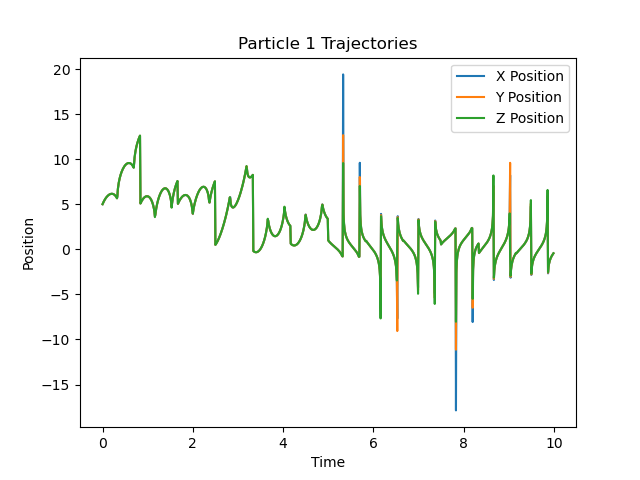 Particle 1 Trajectories
X Position
Y Position
Z Position
20
15
10
5
0
−5
−10
−15
Position
0 2 4 6 8 10
Time